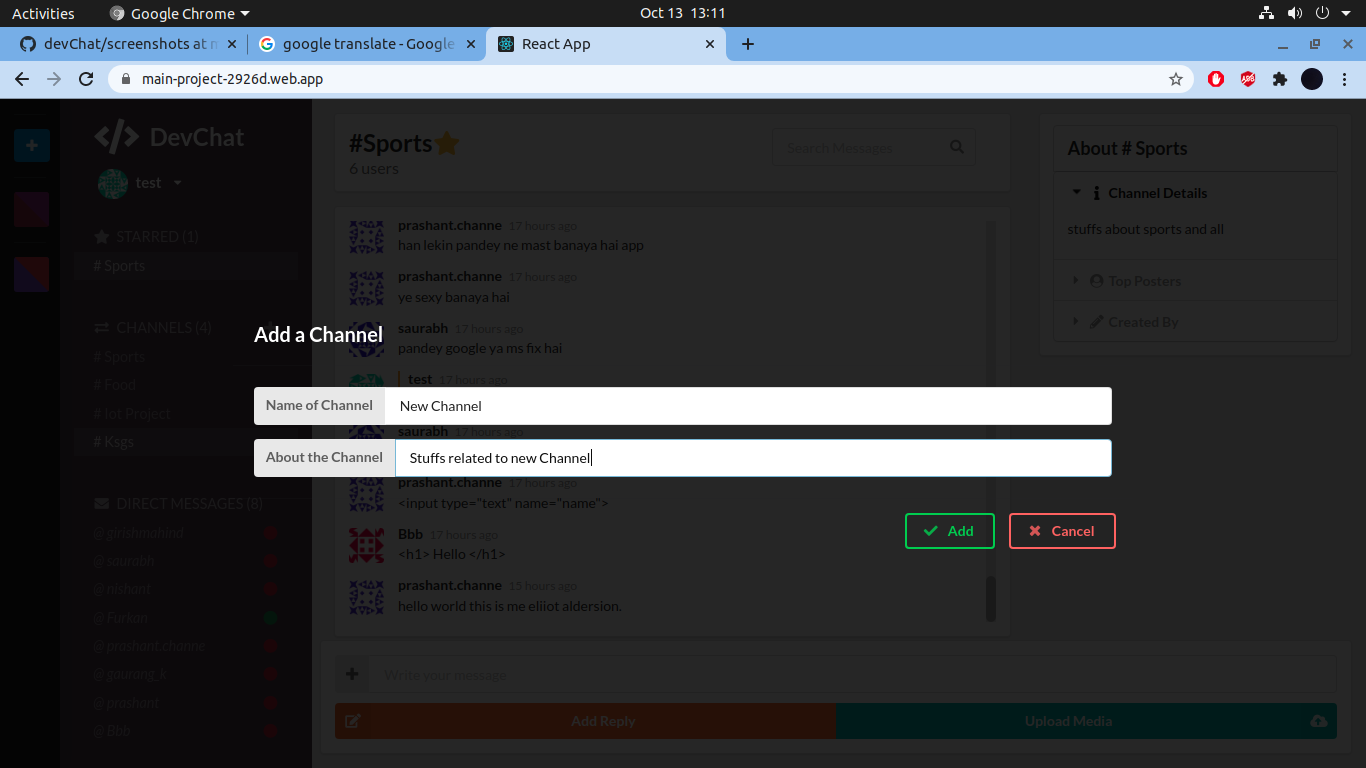 Activities
Google Chrome
Oct 13 13:11
devChat/screenshots at m
google translate - Google
React App
main-project-2926d.web.app
DevChat
test
STARRED (1)
# Sports
CHANNELS (4)
# Sports
# Food
# Iot Project
# Ksgs
DIRECT MESSAGES (8)
@ girishmahind
@ saurabh
@ nishant
@ Furkan
@ prashant.channe
@ gaurang_k
@ prashant
@ Bbb
#Sports
6 users
Search Messages
prashant.channe 17 hours ago
han lekin pandey ne mast banaya hai app
prashant.channe 17 hours ago
ye sexy banaya hai
saurabh 17 hours ago
pandey google ya ms fix hai
test 17 hours ago
saurabh 17 hours ago
prashant.channe 17 hours ago
<input type="text" name="name">
Bbb 17 hours ago
<h1> Hello </h1>
prashant.channe 15 hours ago
hello world this is me elliot aldersion.
Write your message
Add Reply
Upload Media
About # Sports
Channel Details
stuffs about sports and all
Top Posters
Created By
Add a Channel
Name of Channel New Channel
About the Channel Stuffs related to new Channel
Add
Cancel